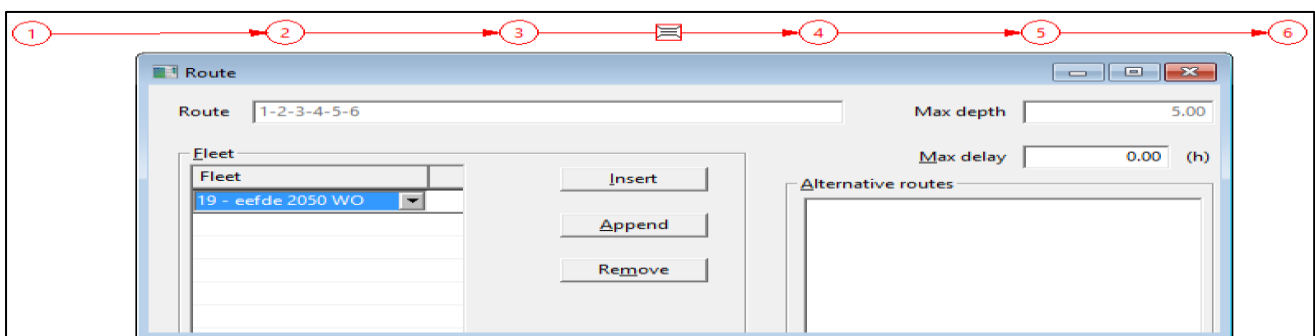 1 2 3 4 5 6
Route
Route 1-2-3-4-5-6 Max depth 5.00
Max delay 0.00 (h)
Fleet
Fleet
19 - eefde 2050 WO
Insert
Append
Remove
Alternative routes